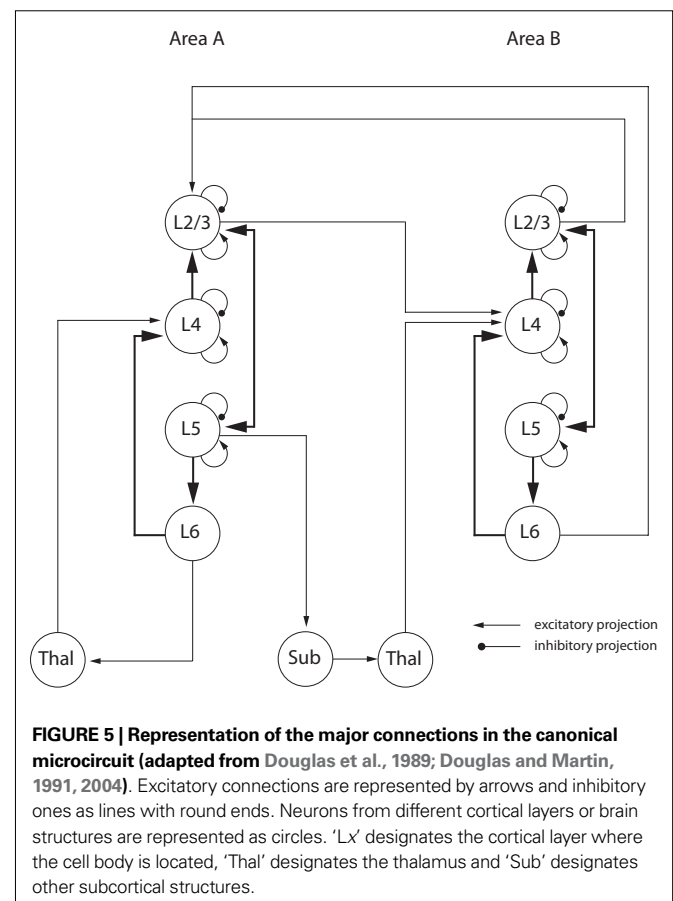 Area A
Area B
L2/3
L2/3
L4
L4
L5
L5
L6
L6
excitatory projection
inhibitory projection
Thal
Sub
Thal
FIGURE 5 | Representation of the major connections in the canonical
microcircuit (adapted from Douglas et al., 1989; Douglas and Martin,
1991, 2004). Excitatory connections are represented by arrows and inhibitory
ones as lines with round ends. Neurons from different cortical layers or brain
structures are represented as circles. ‘Lx’ designates the cortical layer where
the cell body is located, ‘Thal’ designates the thalamus and ‘Sub’ designates
other subcortical structures.